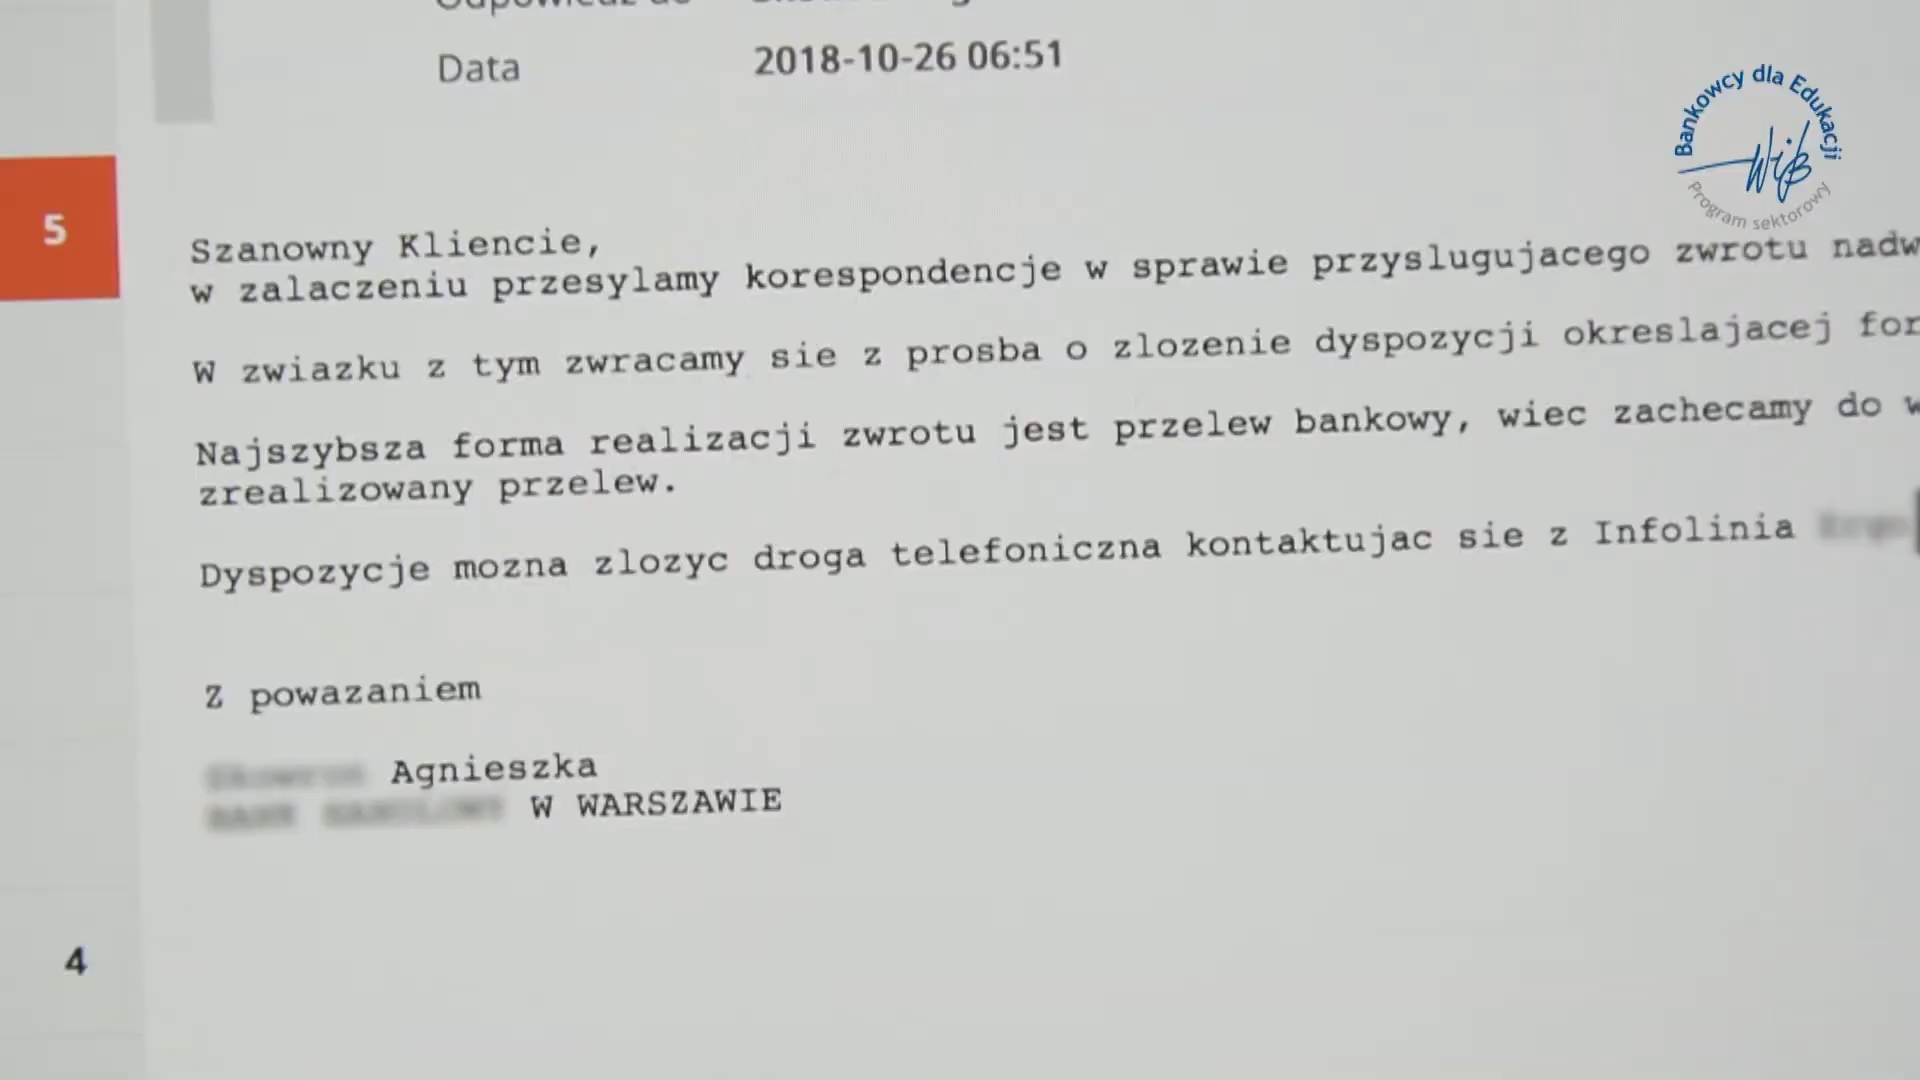 Data 2018-10-26 06:51
Bankowcy dla Edukacji
WiB
Program sektorowy
5
Szanowny Kliencie,
w zalaczeniu przesylamy korespondencje w sprawie przyslugujacego zwrotu nadw
W zwiazku z tym zwracamy sie z prosba o zlozenie dyspozycji okreslajacej for
Najszybsza forma realizacji zwrotu jest przelew bankowy, wiec zachecamy do w
zrealizowany przelew.
Dyspozycje mozna zlozyc droga telefoniczna kontaktujac sie z Infolinia
Z powazaniem
Agnieszka
W WARSZAWIE
4